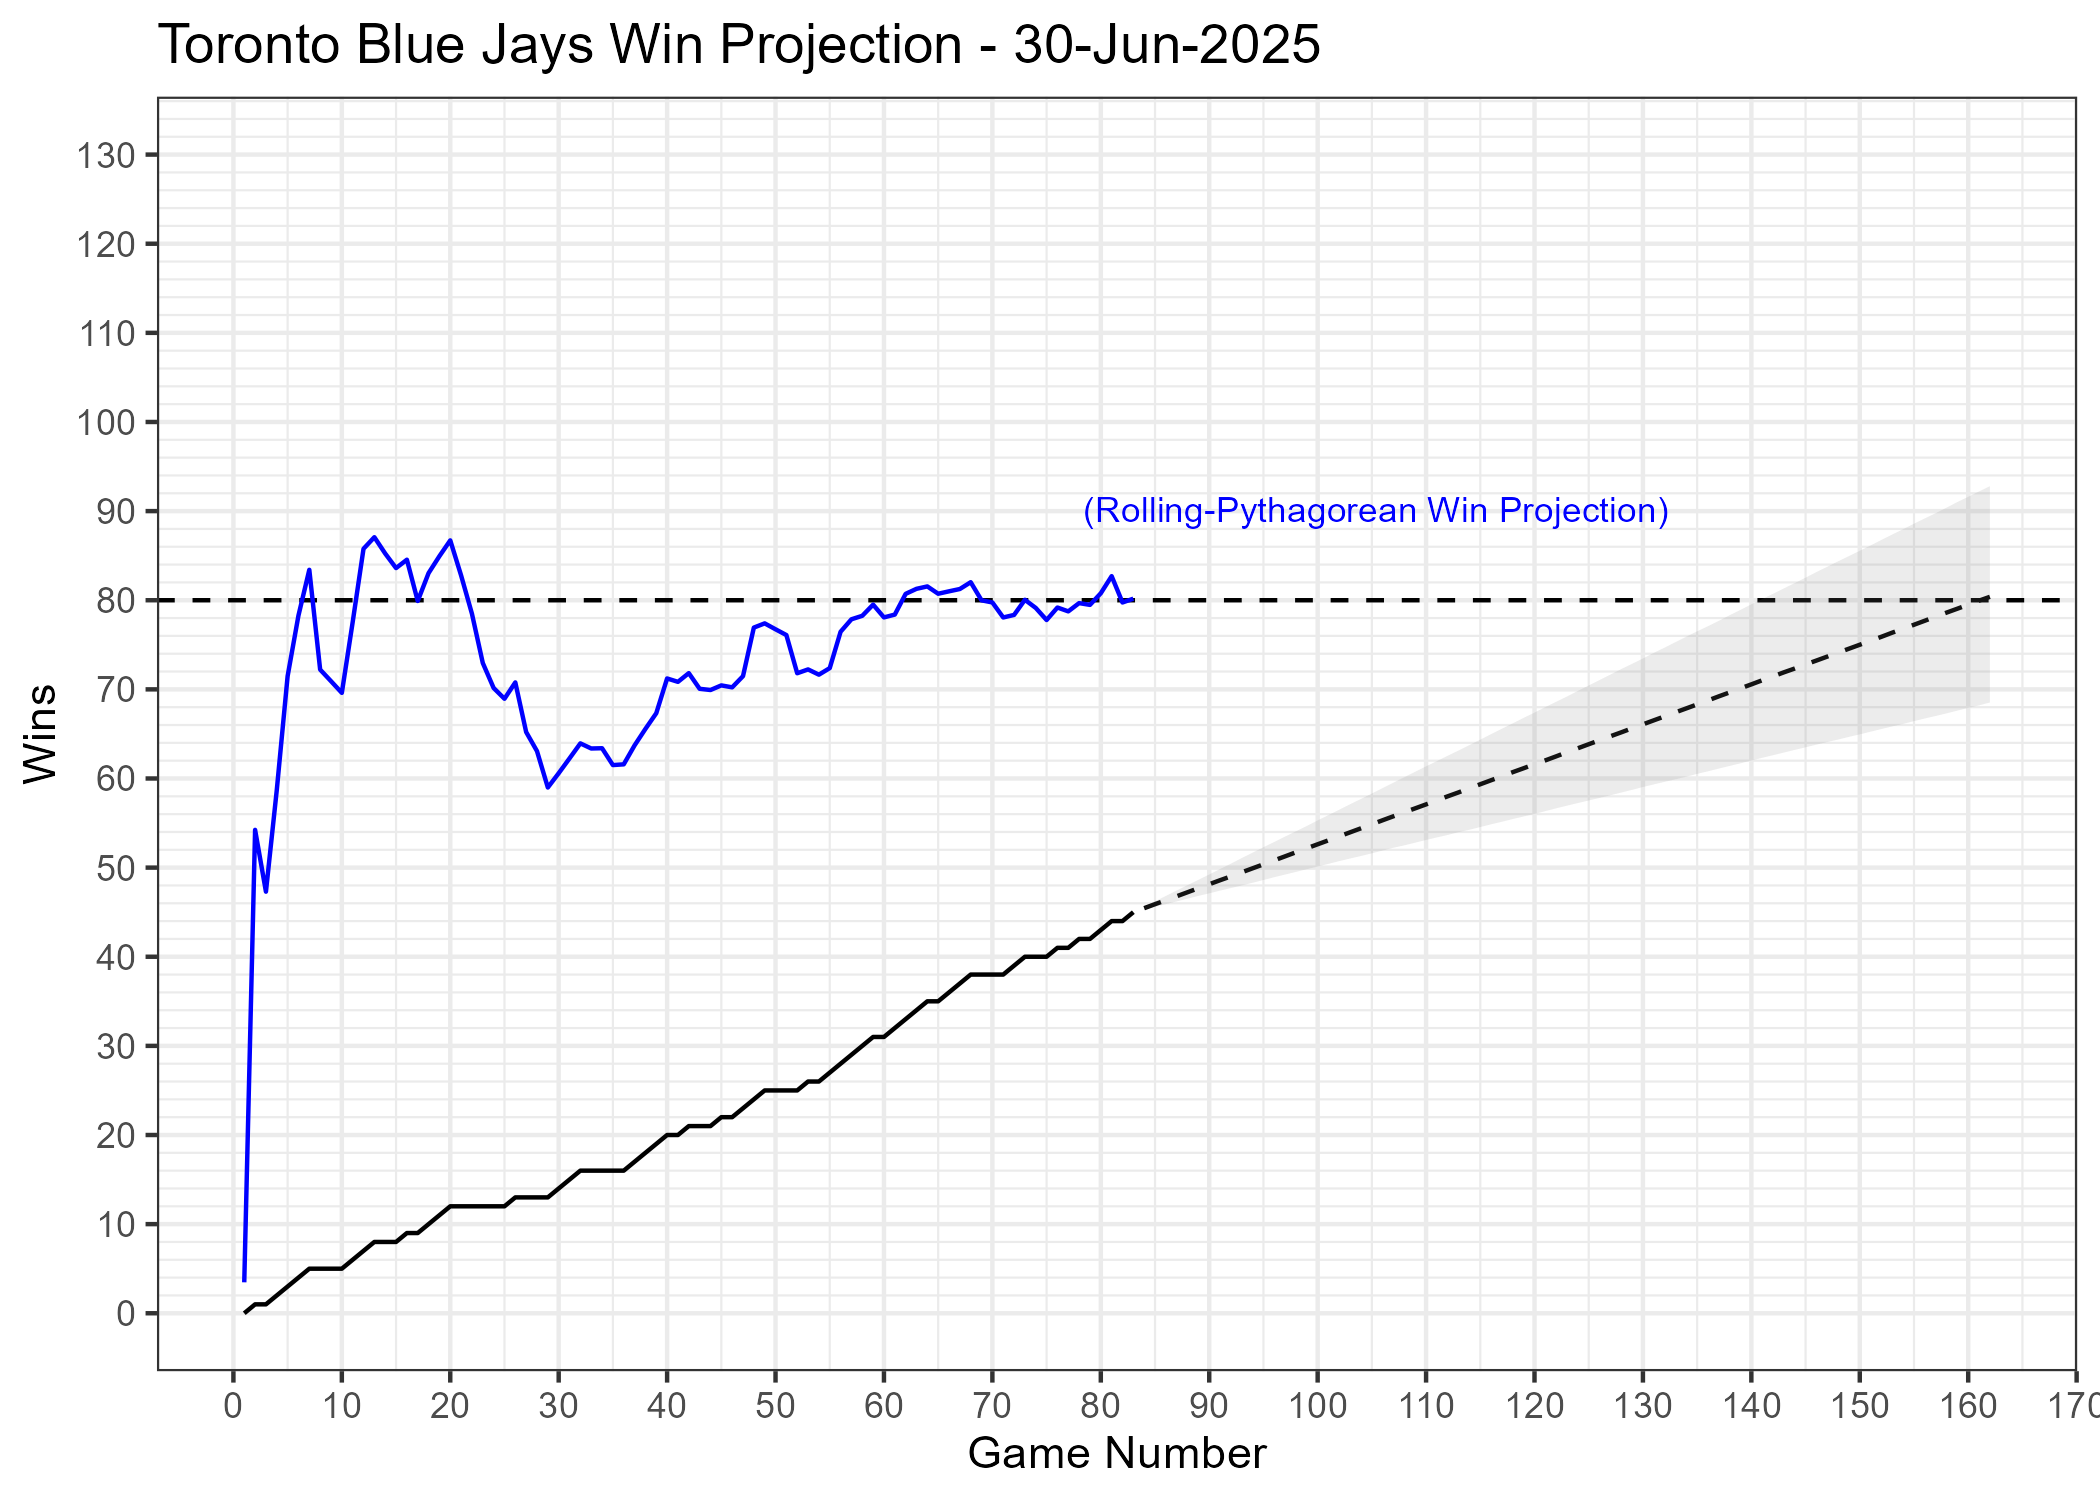 Toronto Blue Jays Win Projection - 30-Jun-2025
130
120
110
100
90
80
70
60
50
40
30
20
10
0
Wins
(Rolling-Pythagorean Win Projection)
0 10 20 30 40 50 60 70 80 90 100 110 120 130 140 150 160 170
Game Number